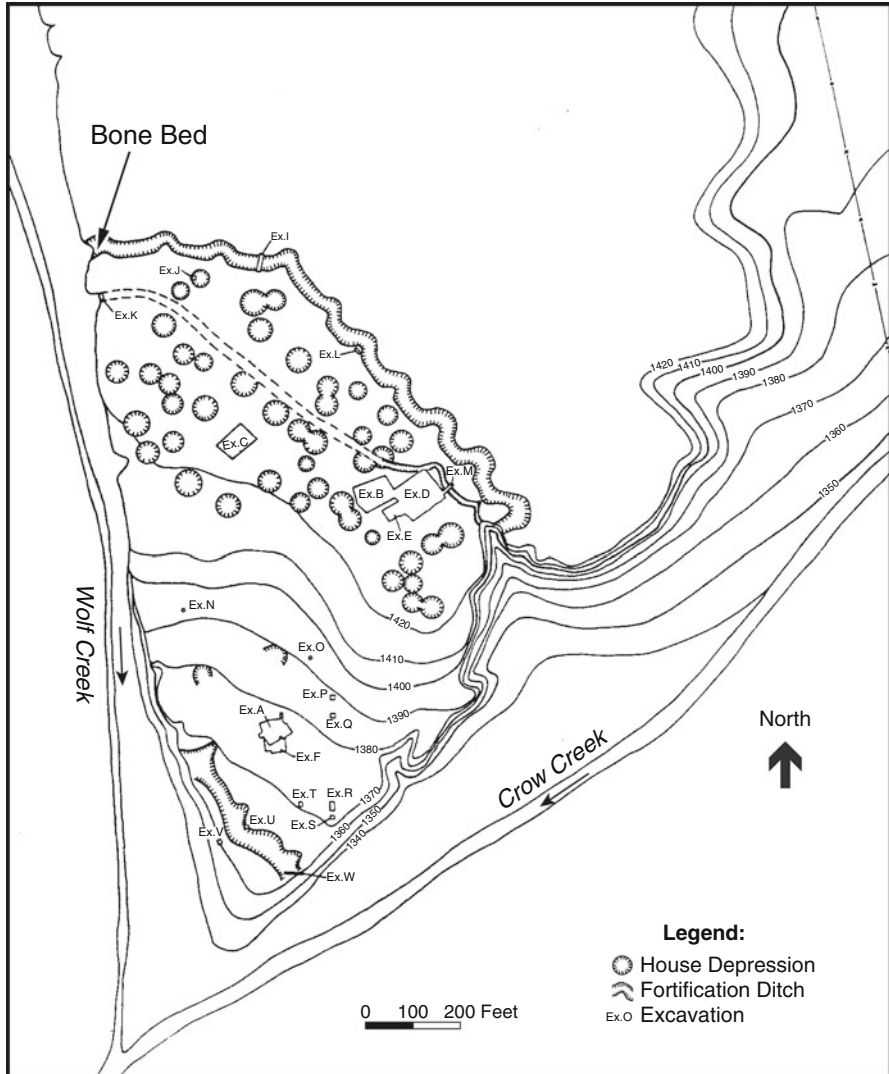 Bone Bed
Ex.I
Ex.J
Ex.K
Ex.L
1420
1410
1400
1390
1380
1370
1360
1350
Ex.C
Ex.M
Ex.B
Ex.D
Ex.E
Wolf Creek
Ex.N
1420
Ex.O
1410
1400
Ex.P
1390
Ex.A
Ex.Q
1380
Ex.F
North
Crow Creek
Ex.T
Ex.R
1370
Ex.U
Ex.S
1350
1360
1340
Ex.V
Ex.W
Legend:
House Depression
Fortification Ditch
Ex.O Excavation
0 100 200 Feet